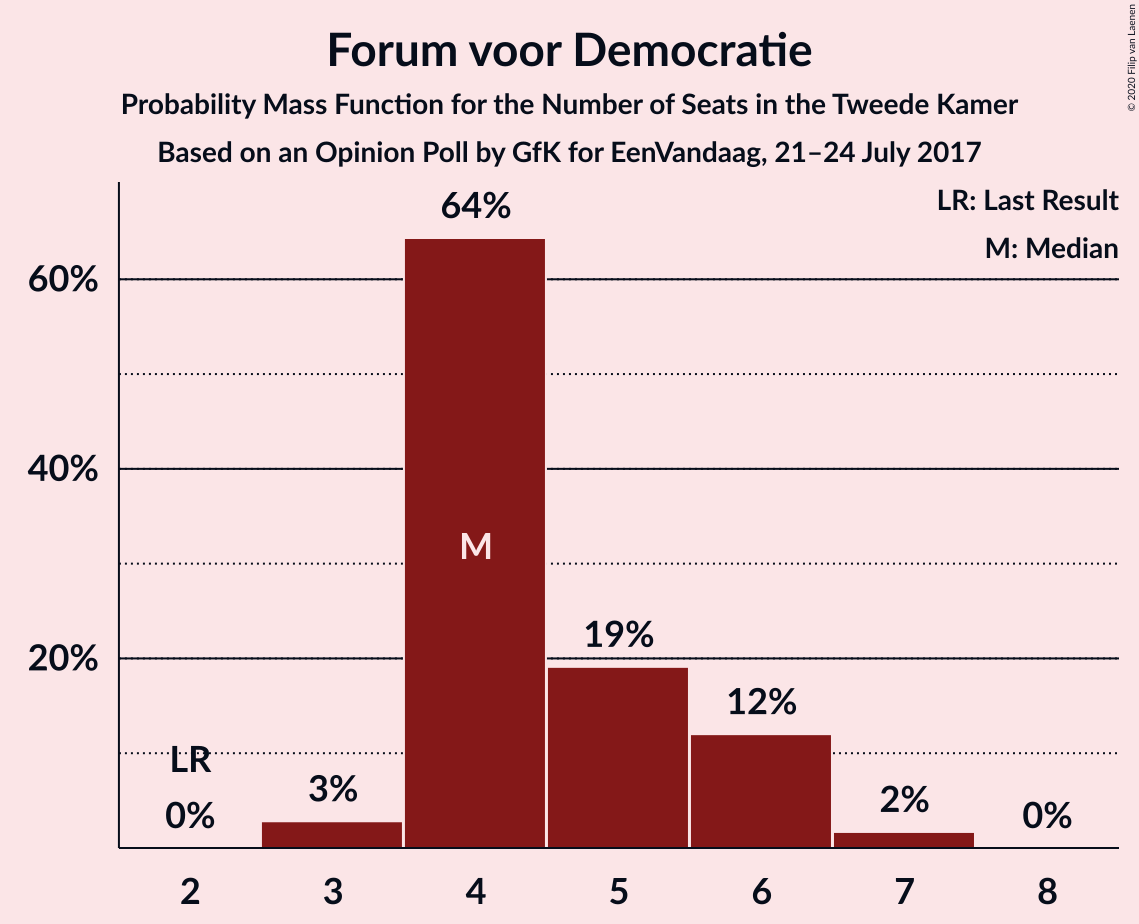 Forum voor Democratie
Probability Mass Function for the Number of Seats in the Tweede Kamer
Based on an Opinion Poll by GfK for EenVandaag, 21–24 July 2017
© 2020 Filip van Laenen
LR: Last Result
M: Median
64%
60%
40%
M
19%
20%
12%
LR
3%
2%
0%
0%
2 3 4 5 6 7 8